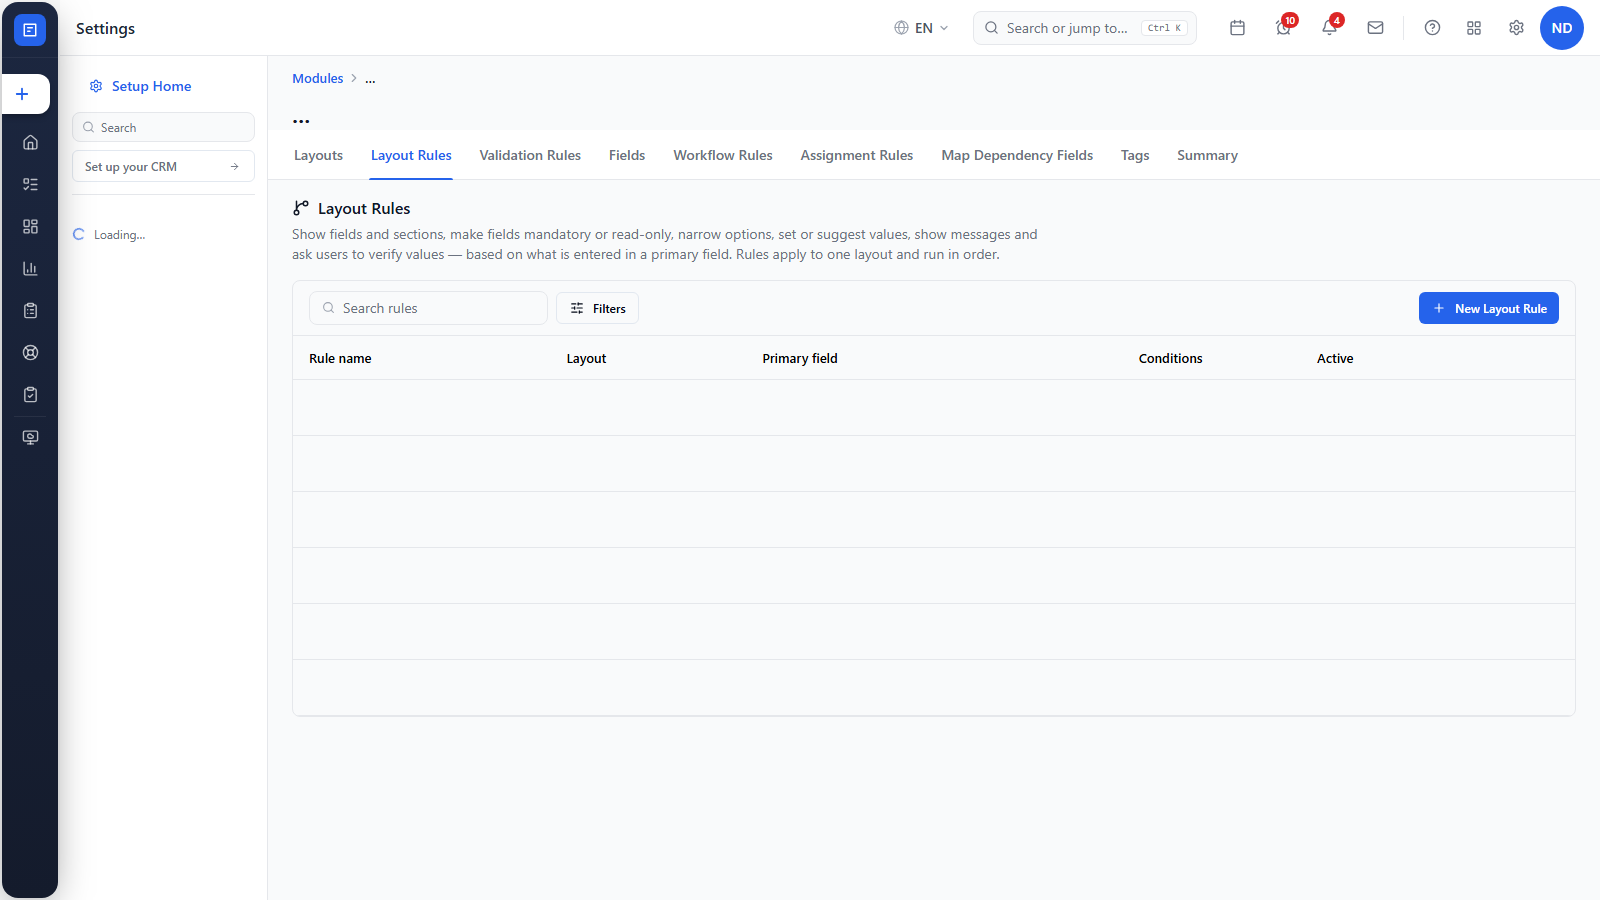 Settings
EN
Search or jump to...
Ctrl K
10
4
ND
Setup Home
Search
Set up your CRM
Loading...
Modules > ...
...
Layouts
Layout Rules
Validation Rules
Fields
Workflow Rules
Assignment Rules
Map Dependency Fields
Tags
Summary
Layout Rules
Show fields and sections, make fields mandatory or read-only, narrow options, set or suggest values, show messages and
ask users to verify values — based on what is entered in a primary field. Rules apply to one layout and run in order.
Search rules
Filters
New Layout Rule
Rule name
Layout
Primary field
Conditions
Active